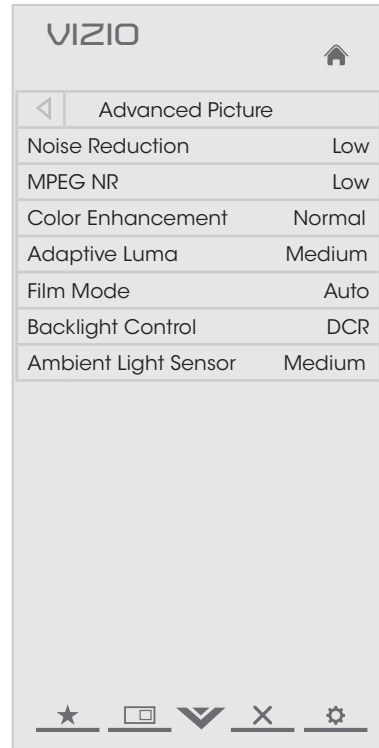 VIZIO
Advanced Picture
Noise Reduction Low
MPEG NR Low
Color Enhancement Normal
Adaptive Luma Medium
Film Mode Auto
Backlight Control DCR
Ambient Light Sensor Medium